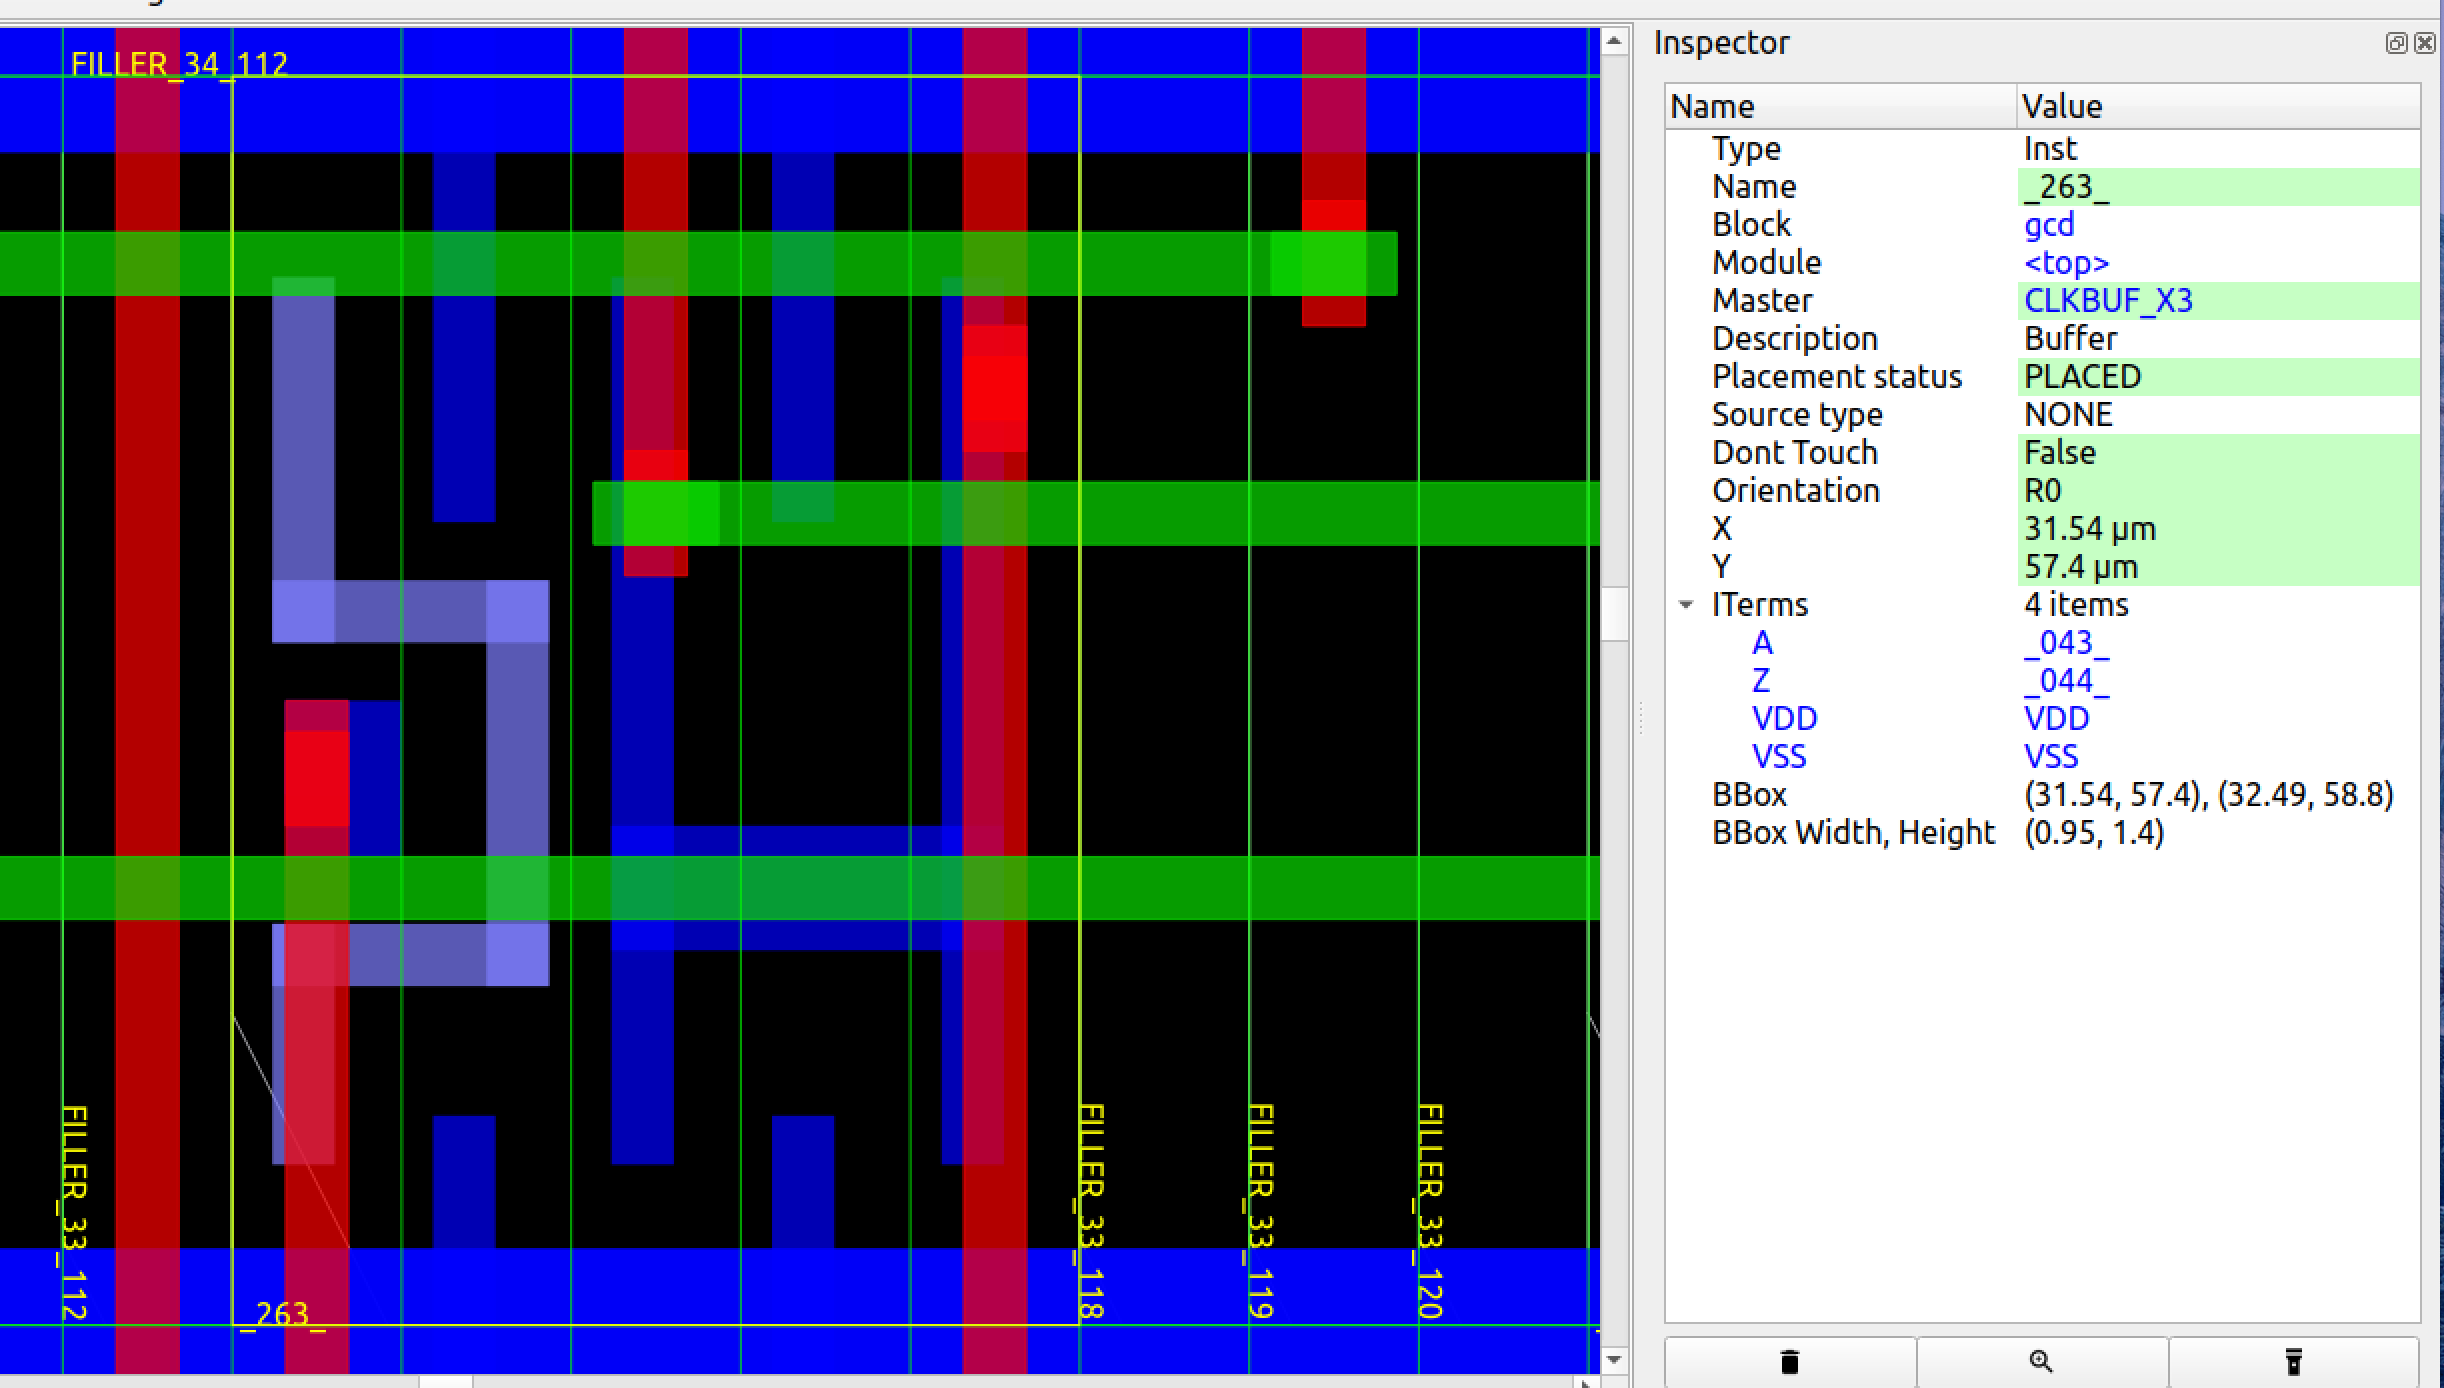 Inspector
FILLER_34_112
FILLER_33_112
_263_
FILLER_33_118
FILLER_33_119
FILLER_33_120
Name Value
Type Inst
Name _263_
Block gcd
Module <top>
Master CLKBUF_X3
Description Buffer
Placement status PLACED
Source type NONE
Dont Touch False
Orientation R0
X 31.54 μm
Y 57.4 μm
ITerms 4 items
A _043_
Z _044_
VDD VDD
VSS VSS
BBox (31.54, 57.4), (32.49, 58.8)
BBox Width, Height (0.95, 1.4)